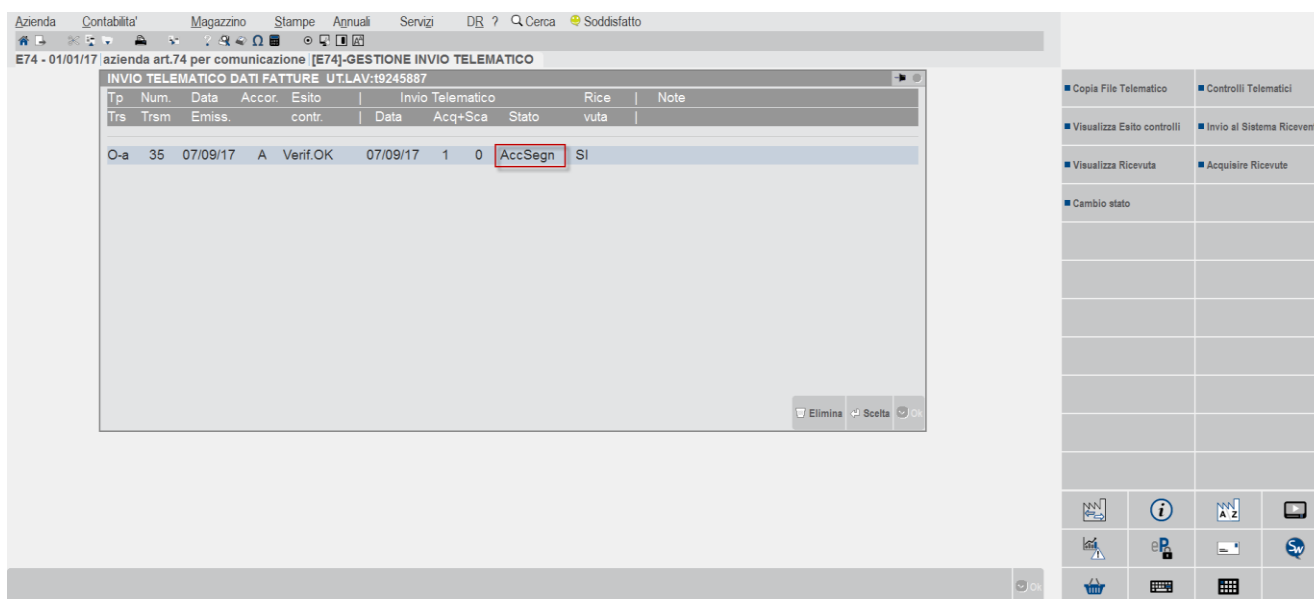 Azienda Contabilita' Magazzino Stampe Annuali Servizi DR ? Cerca Soddisfatto
E74 - 01/01/17 azienda art.74 per comunicazione [E74]-GESTIONE INVIO TELEMATICO
INVIO TELEMATICO DATI FATTURE UT.LAV:t9245887
Tp Num. Data Accor. Esito | Invio Telematico Rice | Note
Trs Trsm Emiss. contr. | Data Acq+Sca Stato vuta |
O-a 35 07/09/17 A Verif.OK 07/09/17 1 0 AccSegn SI
Elimina Scelta Ok
Copia File Telematico Controlli Telematici
Visualizza Esito controlli Invio al Sistema Riceven
Visualizza Ricevuta Acquisire Ricevute
Cambio stato
i A Z
eP Sw
Ok